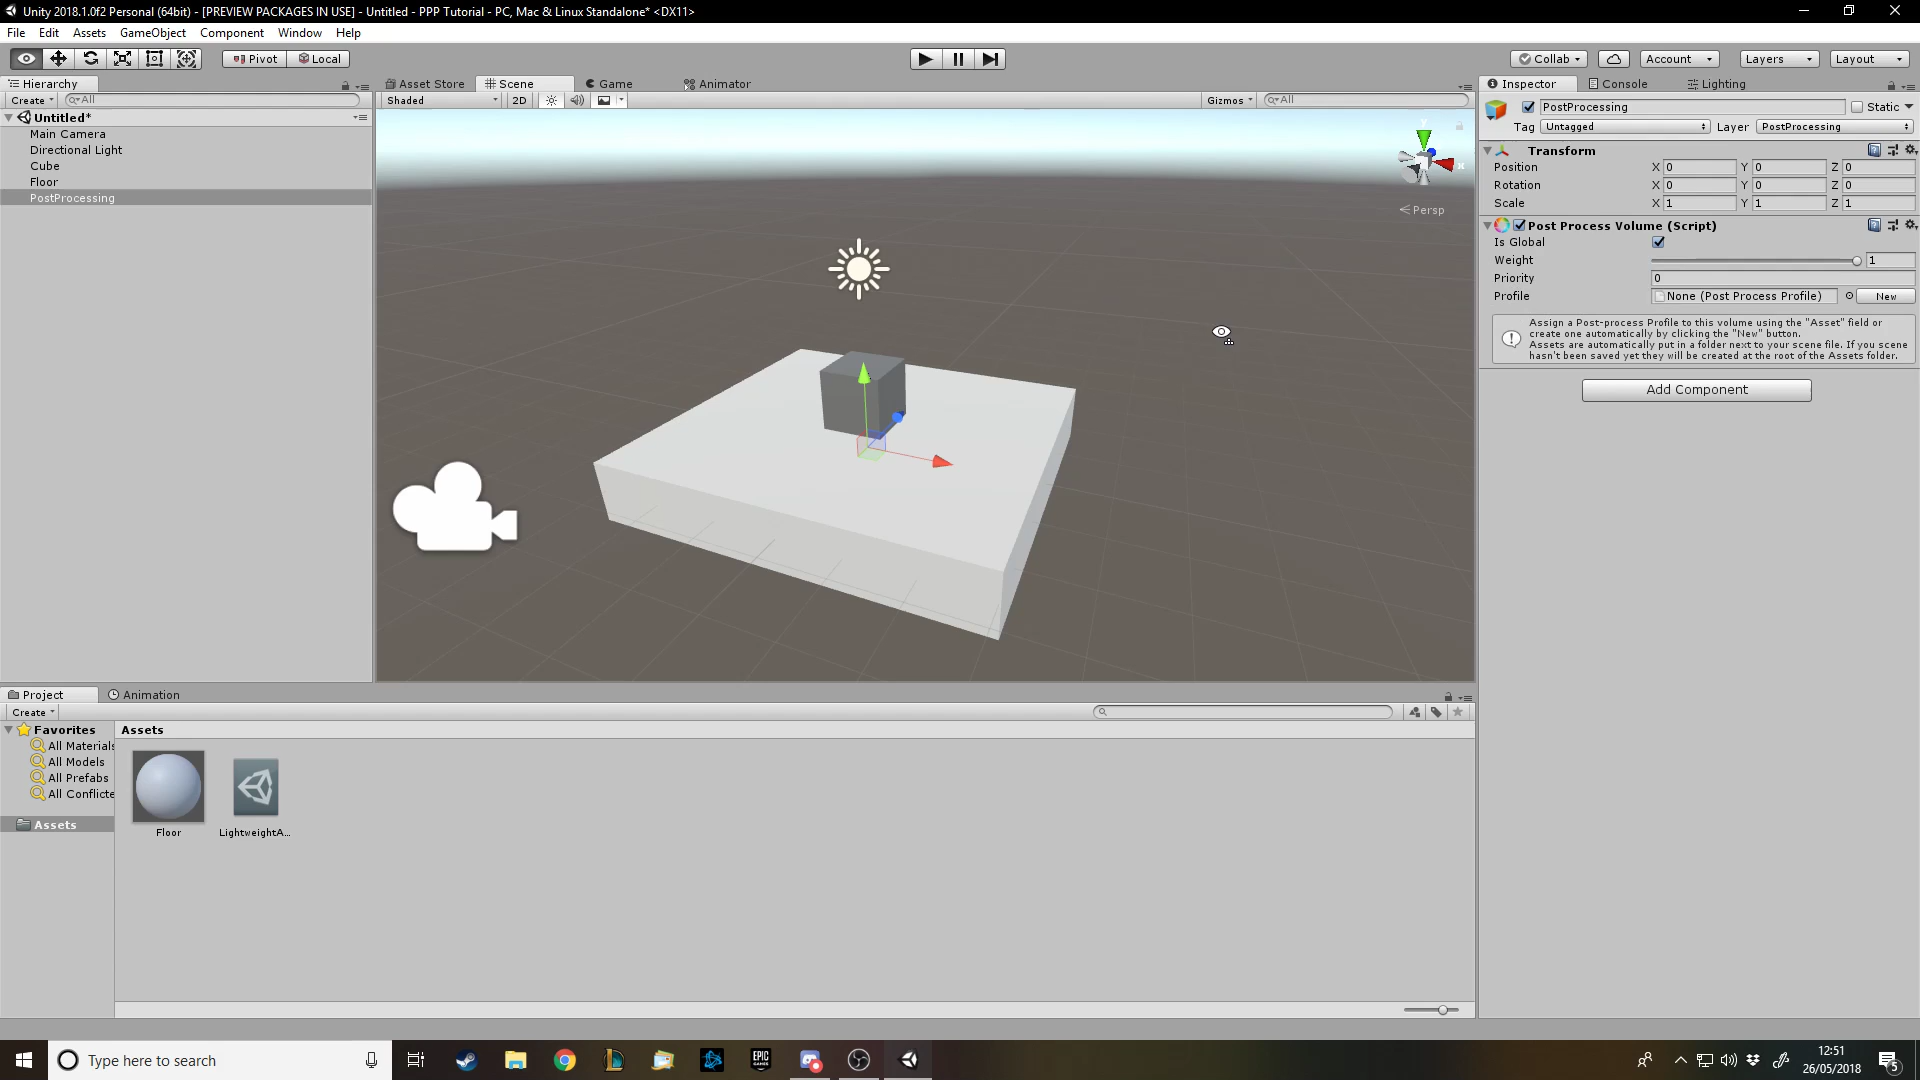 Unity 2018.1.0f2 Personal (64bit) - [PREVIEW PACKAGES IN USE] - Untitled - PPP Tutorial - PC, Mac & Linux Standalone* <DX11>
File Edit Assets GameObject Component Window Help
Pivot Local Collab Account Layers Layout
Hierarchy Asset Store Scene Game Animator Inspector Console Lighting
Create All Shaded 2D Gizmos All
PostProcessing Static
Tag Untagged Layer PostProcessing
Untitled*
Main Camera
Directional Light
Cube
Floor
PostProcessing
y
x
Persp
Transform
Position X 0 Y 0 Z 0
Rotation X 0 Y 0 Z 0
Scale X 1 Y 1 Z 1
Post Process Volume (Script)
Is Global
Weight 1
Priority 0
Profile None (Post Process Profile) New
Assign a Post-process Profile to this volume using the "Asset" field or
create one automatically by clicking the "New" button.
Assets are automatically put in a folder next to your scene file. If you scene
hasn't been saved yet they will be created at the root of the Assets folder.
Add Component
Project Animation
Create
Favorites
All Materials
All Models
All Prefabs
All Conflicte
Assets
Assets
Floor LightweightA...
Type here to search
EPIC GAMES
12:51
26/05/2018
5